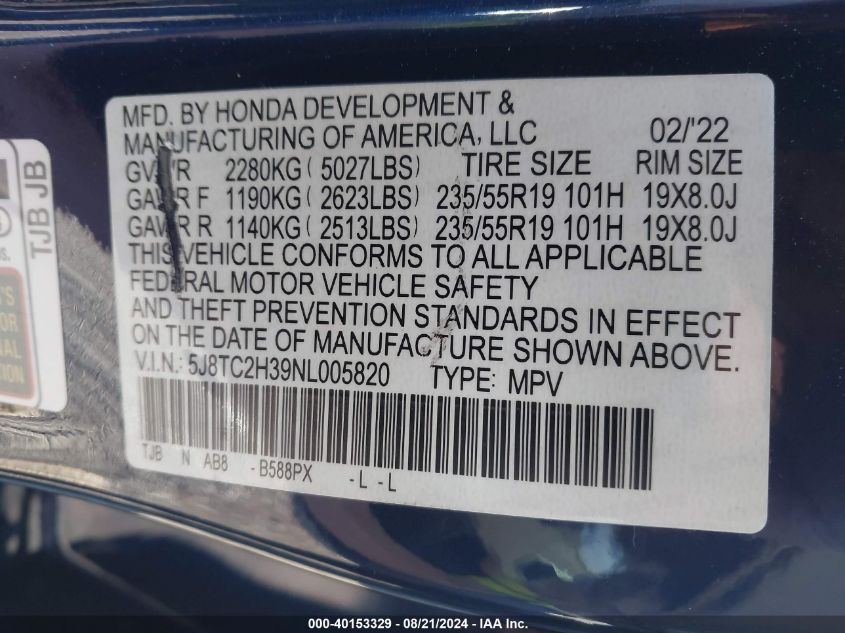 MFD. BY HONDA DEVELOPMENT &
MANUFACTURING OF AMERICA, LLC 02/'22
GVWR 2280KG ( 5027LBS) TIRE SIZE RIM SIZE
GAWR F 1190KG ( 2623LBS) 235/55R19 101H 19X8.0J
GAWR R 1140KG ( 2513LBS) 235/55R19 101H 19X8.0J
THIS VEHICLE CONFORMS TO ALL APPLICABLE
FEDERAL MOTOR VEHICLE SAFETY
AND THEFT PREVENTION STANDARDS IN EFFECT
ON THE DATE OF MANUFACTURE SHOWN ABOVE.
V.I.N.: 5J8TC2H39NL005820 TYPE: MPV
TJB N AB8 -B588PX -L -L
TJB JB
000-40153329 - 08/21/2024 - IAA Inc.